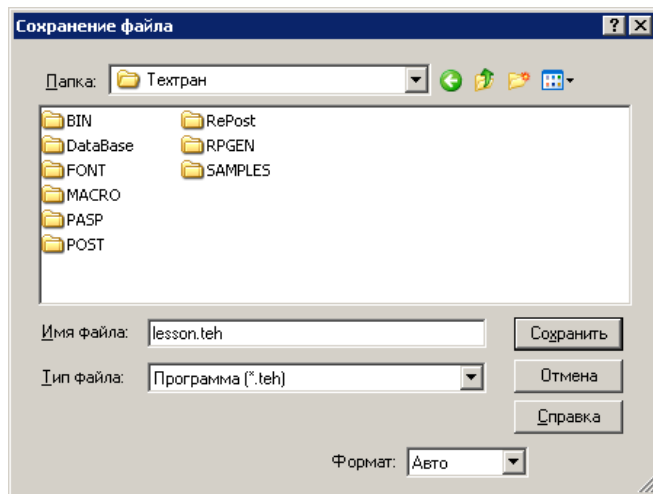 Сохранение файла
Папка: Техтран
BIN RePost
DataBase RPGEN
FONT SAMPLES
MACRO
PASP
POST
Имя файла: lesson.teh Сохранить
Тип файла: Программа (*.teh) Отмена
Справка
Формат: Авто